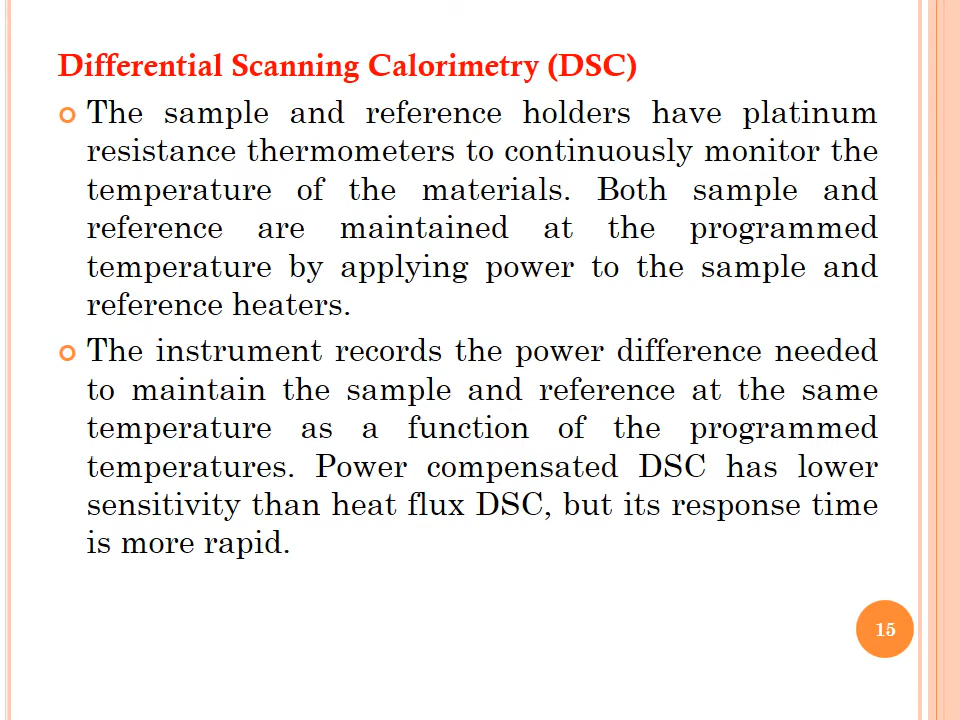 Differential Scanning Calorimetry (DSC)
The sample and reference holders have platinum
resistance thermometers to continuously monitor the
temperature of the materials. Both sample and
reference are maintained at the programmed
temperature by applying power to the sample and
reference heaters.
The instrument records the power difference needed
to maintain the sample and reference at the same
temperature as a function of the programmed
temperatures. Power compensated DSC has lower
sensitivity than heat flux DSC, but its response time
is more rapid.
15